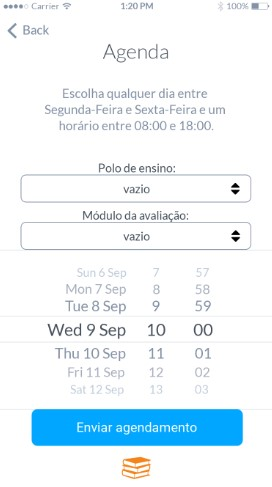 Carrier 1:20 PM 100%
Back
Agenda
Escolha qualquer dia entre
Segunda-Feira e Sexta-Feira e um
horário entre 08:00 e 18:00.
Polo de ensino:
vazio
Módulo da avaliação:
vazio
Sun 6 Sep 7 57
Mon 7 Sep 8 58
Tue 8 Sep 9 59
Wed 9 Sep 10 00
Thu 10 Sep 11 01
Fri 11 Sep 12 02
Sat 12 Sep 13 03
Enviar agendamento